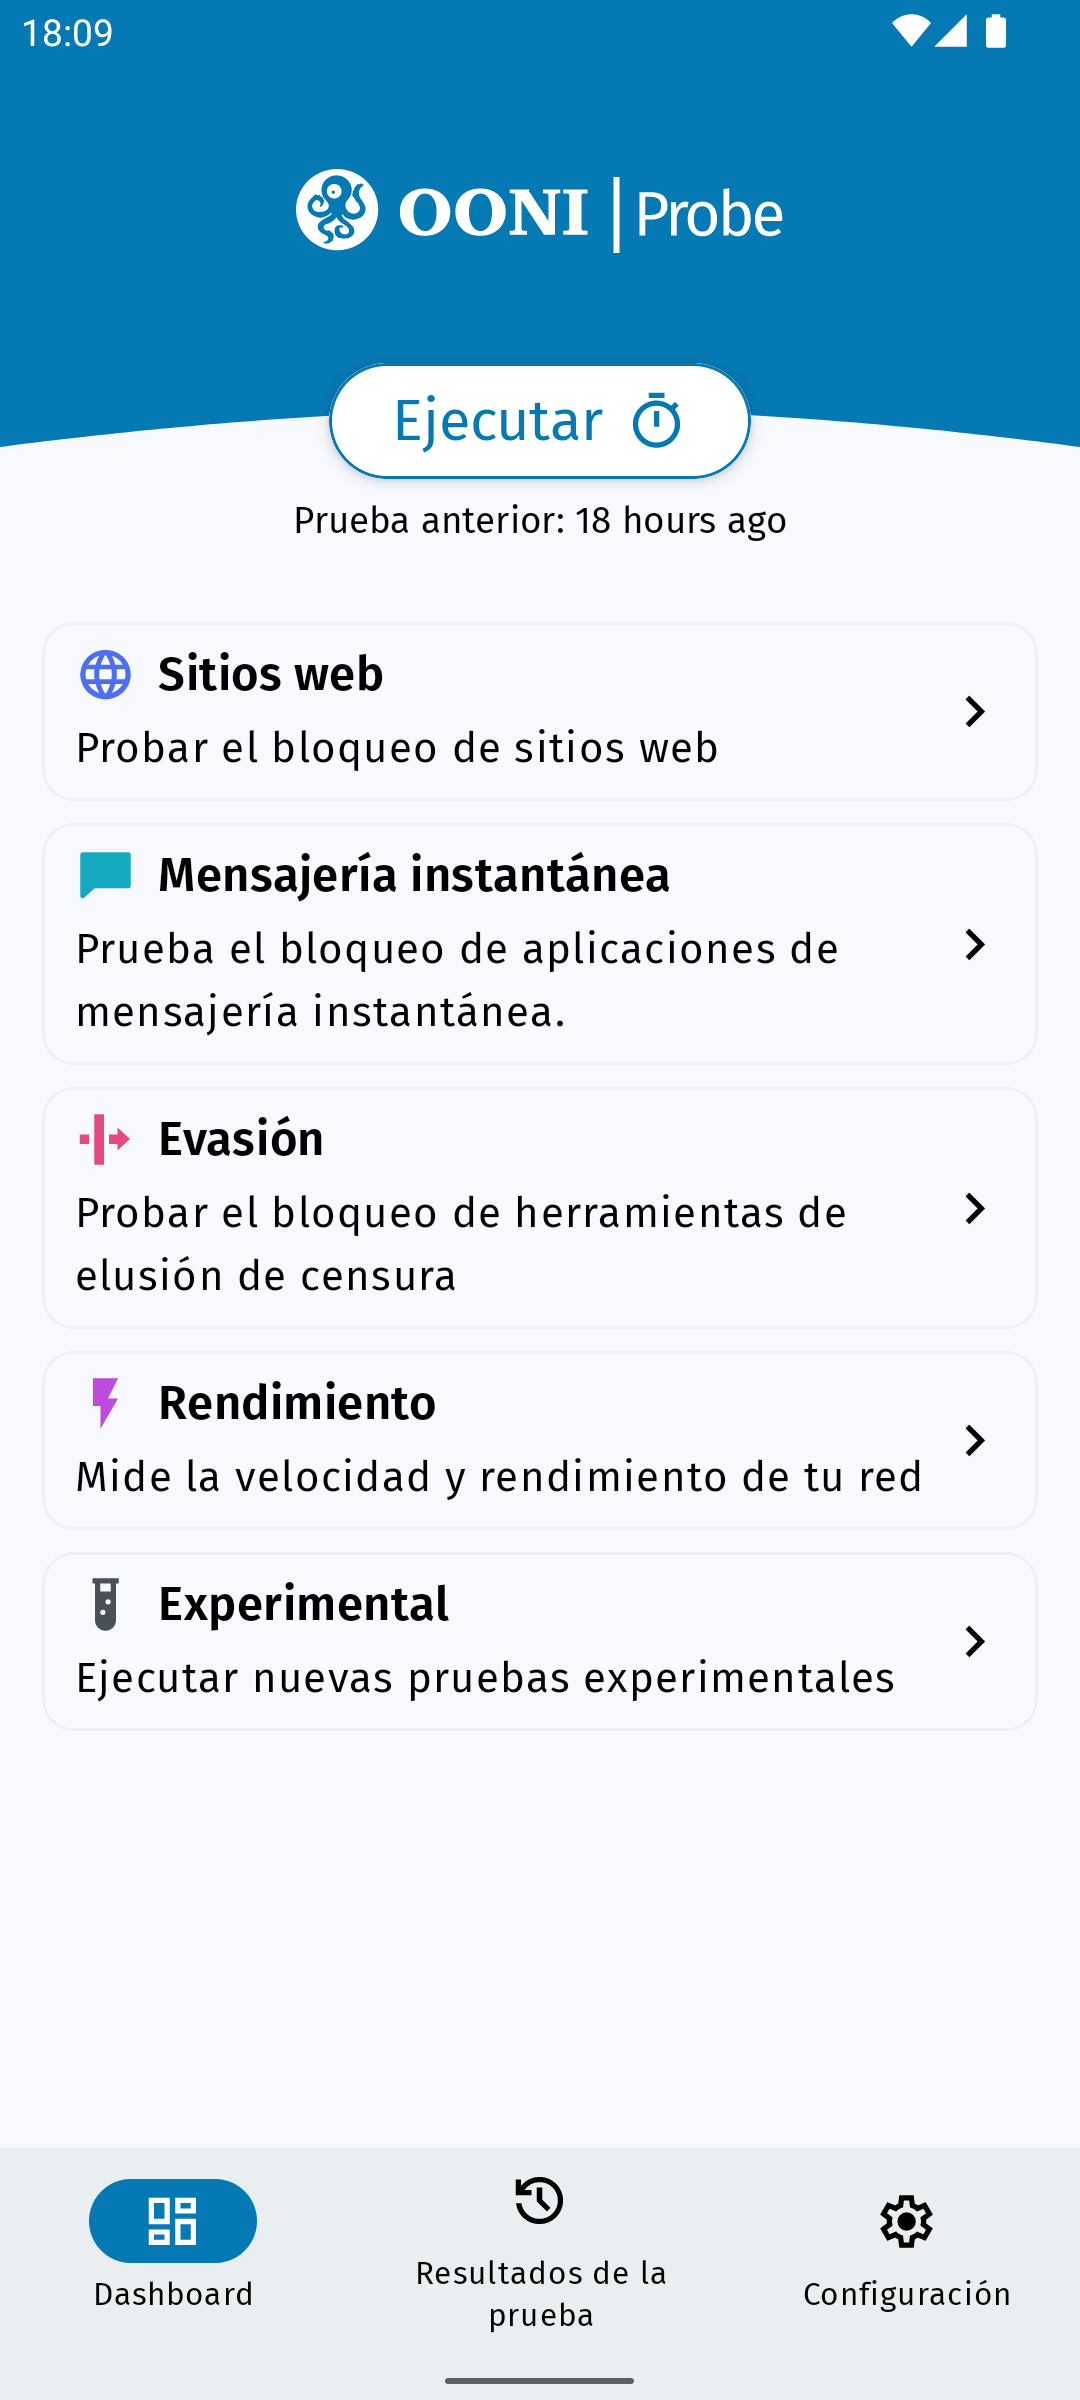 18:09
OONI | Probe
Ejecutar
Prueba anterior: 18 hours ago
Sitios web
Probar el bloqueo de sitios web
Mensajería instantánea
Prueba el bloqueo de aplicaciones de
mensajería instantánea.
Evasión
Probar el bloqueo de herramientas de
elusión de censura
Rendimiento
Mide la velocidad y rendimiento de tu red
Experimental
Ejecutar nuevas pruebas experimentales
Dashboard
Resultados de la
prueba
Configuración